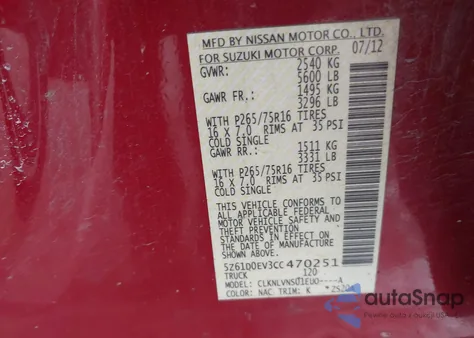 MFD BY NISSAN MOTOR CO., LTD.
FOR SUZUKI MOTOR CORP. 07/12
GVWR: 2540 KG
5600 LB
GAWR FR.: 1495 KG
3296 LB
WITH P265/75R16 TIRES
16 X 7.0 RIMS AT 35 PSI
COLD SINGLE
GAWR RR.: 1511 KG
3331 LB
WITH P265/75R16 TIRES
16 X 7.0 RIMS AT 35 PSI
COLD SINGLE
THIS VEHICLE CONFORMS TO
ALL APPLICABLE FEDERAL
MOTOR VEHICLE SAFETY AND
THEFT PREVENTION
STANDARDS IN EFFECT ON
THE DATE OF MANUFACTURE
SHOWN ABOVE.
5Z61D0EV3CC470251
TRUCK 120
MODEL: CLKNLVNSU1EU0----A
COLOR: NAC TRIM: K
autoSnap